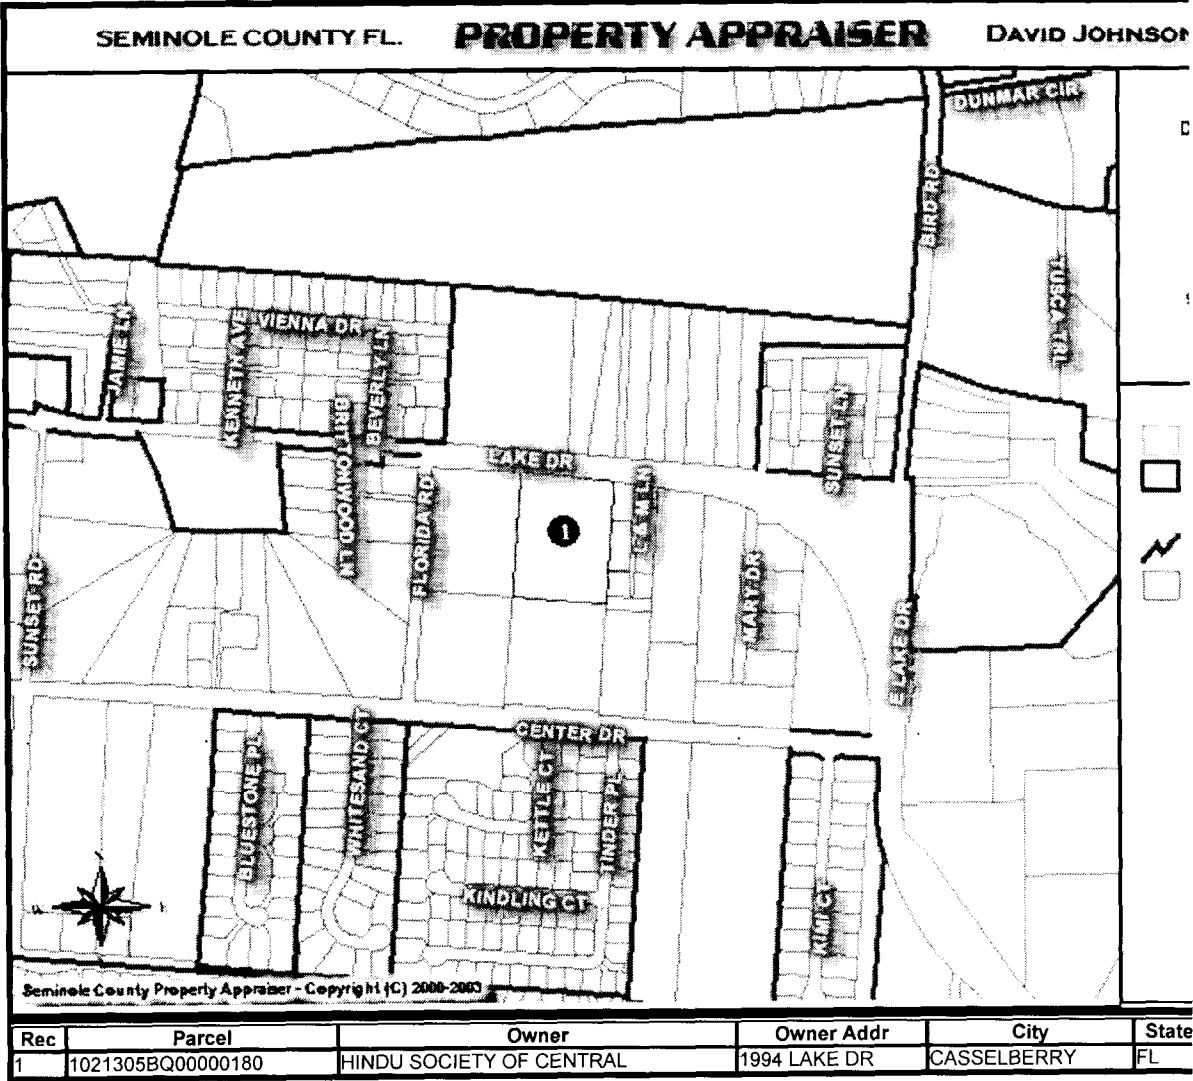 SEMINOLE COUNTY FL. PROPERTY APPRAISER DAVID JOHNSON
DUNMAR CIR
BIRD RD
TUSCA TRL
JAMIE LN
KENNETH AVE
VIENNA DR
BEVERLY LN
BRITTONWOOD LN
SUNSET LN
LAKE DR
FLORIDA RD
1
L & M LN
MARY DR
SUNSET RD
E LAKE DR
CENTER DR
BLUESTONE PL
WHITESAND CT
KETTLE CT
TINDER PL
KINDLING CT
KIMI CT
Seminole County Property Appraiser - Copyright (C) 2000-2003
Rec Parcel Owner Owner Addr City State
1 1021305BQ00000180 HINDU SOCIETY OF CENTRAL 1994 LAKE DR CASSELBERRY FL